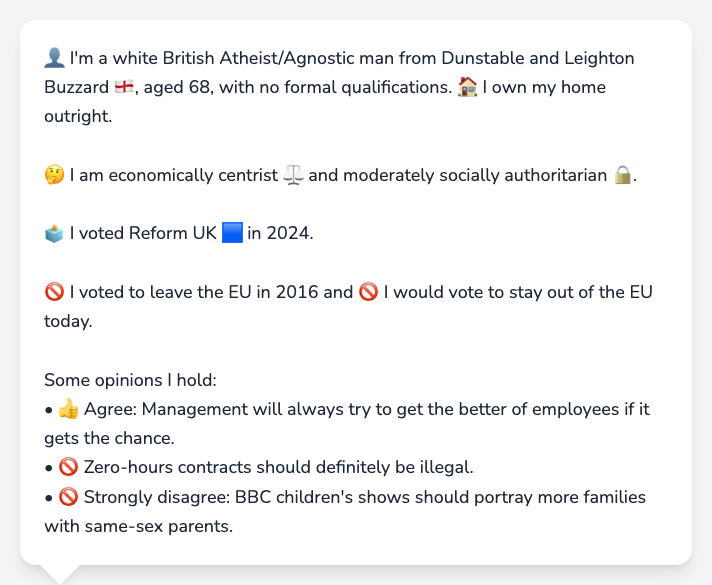 👤 I'm a white British Atheist/Agnostic man from Dunstable and Leighton
Buzzard 🏴󠁧󠁢󠁥󠁮󠁧󠁿, aged 68, with no formal qualifications. 🏠 I own my home
outright.
🤔 I am economically centrist ⚖️ and moderately socially authoritarian 🔒.
🗳️ I voted Reform UK 🟦 in 2024.
🚫 I voted to leave the EU in 2016 and 🚫 I would vote to stay out of the EU
today.
Some opinions I hold:
• 👍 Agree: Management will always try to get the better of employees if it
gets the chance.
• 🚫 Zero-hours contracts should definitely be illegal.
• 🚫 Strongly disagree: BBC children's shows should portray more families
with same-sex parents.